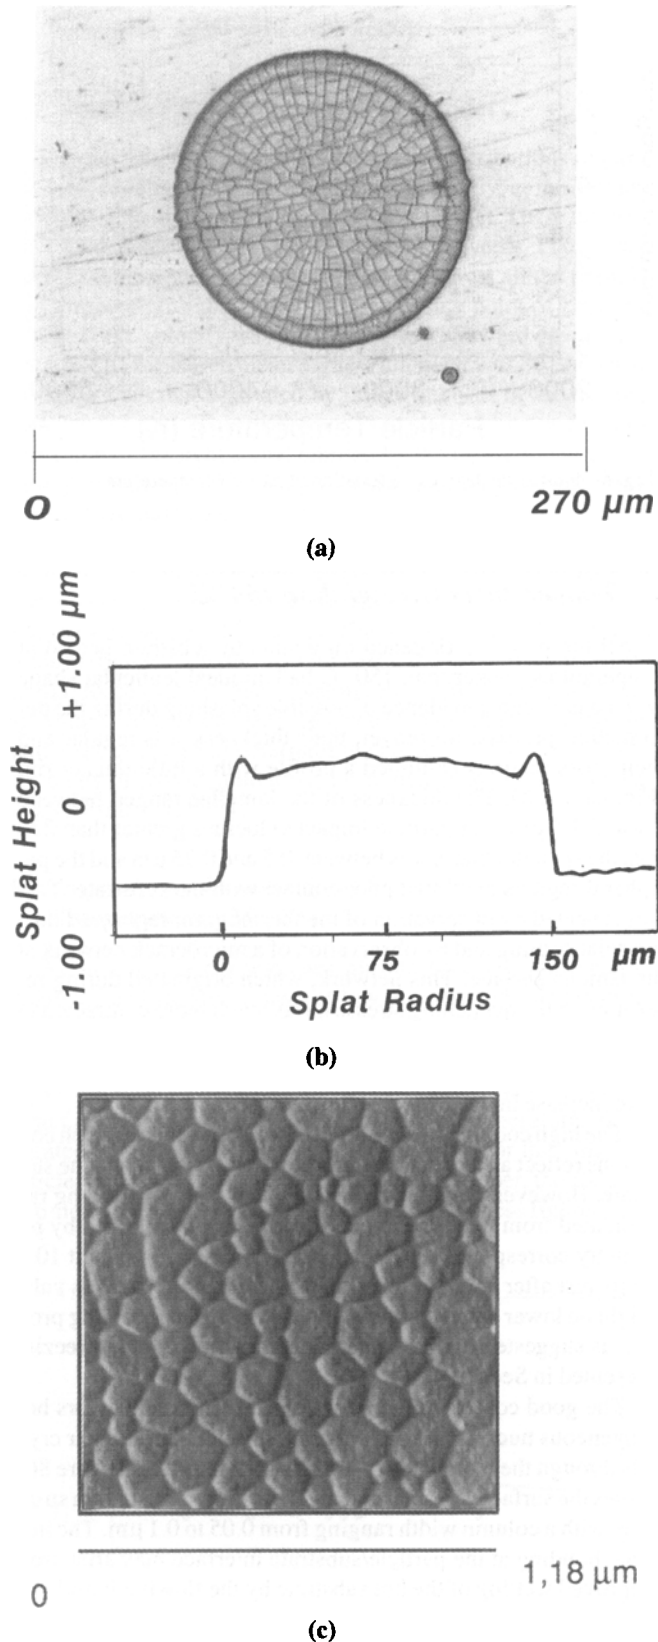 0
270 µm
(a)
Splat Height
-1.00 0 +1.00 µm
0 75 150 µm
Splat Radius
(b)
0
1,18 µm
(c)